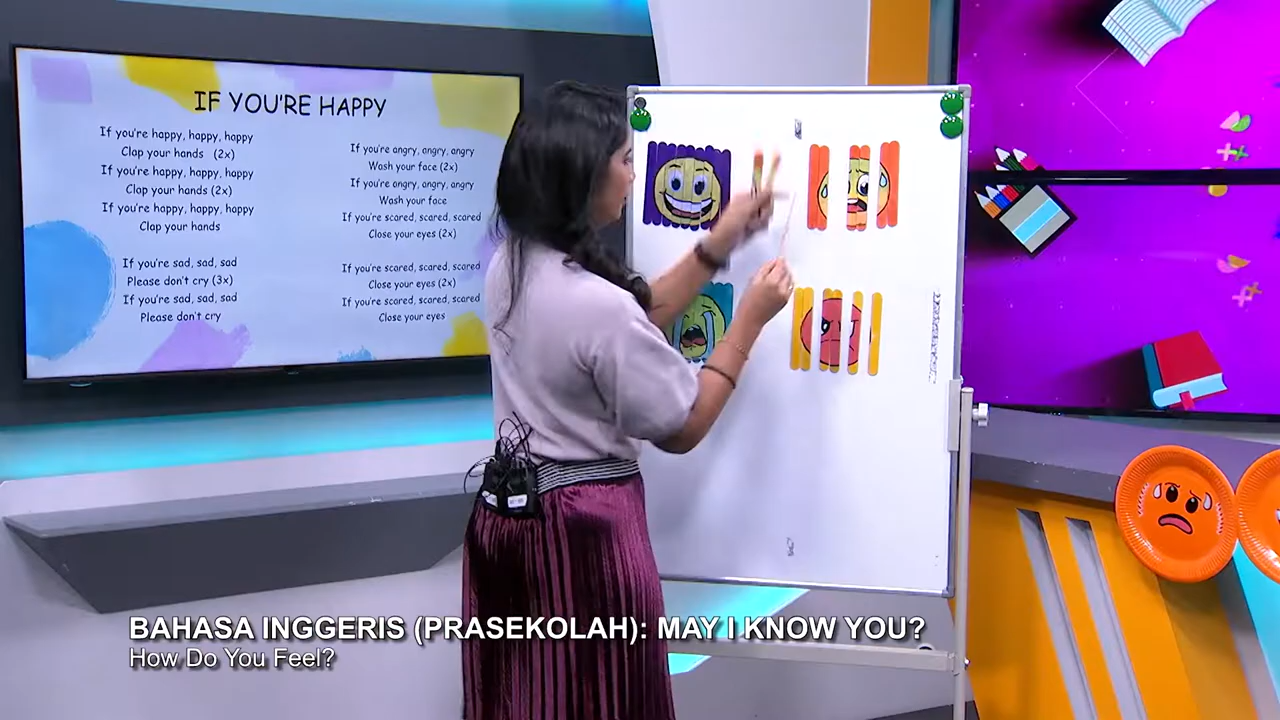 IF YOU'RE HAPPY
If you're happy, happy, happy
Clap your hands (2x)
If you're happy, happy, happy
Clap your hands (2x)
If you're happy, happy, happy
Clap your hands
If you're sad, sad, sad
Please don't cry (3x)
If you're sad, sad, sad
Please don't cry
If you're angry, angry, angry
Wash your face (2x)
If you're angry, angry, angry
Wash your face
If you're scared, scared, scared
Close your eyes (2x)
If you're scared, scared, scared
Close your eyes (2x)
If you're scared, scared, scared
Close your eyes
BAHASA INGGERIS (PRASEKOLAH): MAY I KNOW YOU?
How Do You Feel?